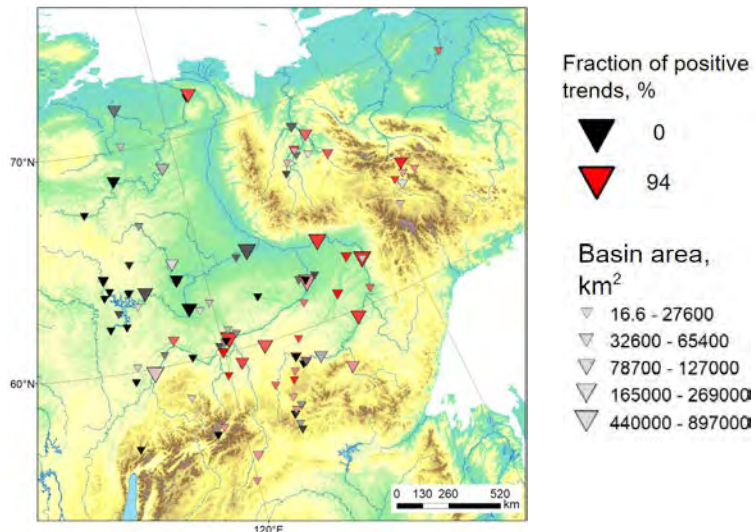 70°N
60°N
120°E
0 130 260 520
km
Fraction of positive
trends, %
0
94
Basin area,
km2
16.6 - 27600
32600 - 65400
78700 - 127000
165000 - 269000
440000 - 897000